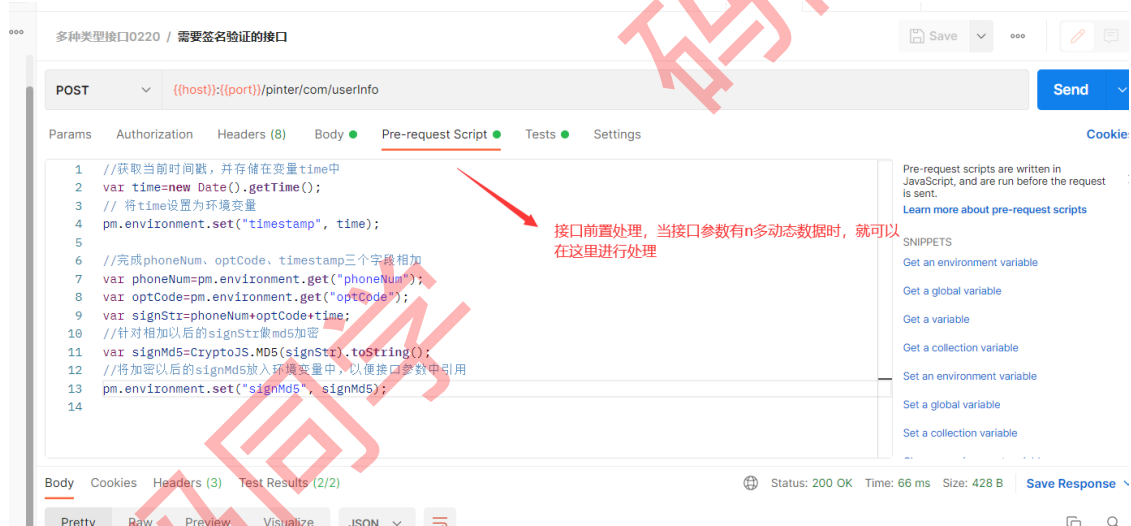 多种类型接口0220 / 需要签名验证的接口
Save
POST
{{host}}:{{port}}/pinter/com/userInfo
Send
Params Authorization Headers (8) Body Pre-request Script Tests Settings
Cookies
1 //获取当前时间戳，并存储在变量time中
2 var time=new Date().getTime();
3 // 将time设置为环境变量
4 pm.environment.set("timestamp", time);
5
6 //完成phoneNum、optCode、timestamp三个字段相加
7 var phoneNum=pm.environment.get("phoneNum");
8 var optCode=pm.environment.get("optCode");
9 var signStr=phoneNum+optCode+time;
10 //针对相加以后的signStr做md5加密
11 var signMd5=CryptoJS.MD5(signStr).toString();
12 //将加密以后的signMd5放入环境变量中，以便接口参数中引用
13 pm.environment.set("signMd5", signMd5);
14
接口前置处理，当接口参数有n多动态数据时，就可以
在这里进行处理
Pre-request scripts are written in
JavaScript, and are run before the request
is sent.
Learn more about pre-request scripts
SNIPPETS
Get an environment variable
Get a global variable
Get a variable
Get a collection variable
Set an environment variable
Set a global variable
Set a collection variable
Body Cookies Headers (3) Test Results (2/2)
Status: 200 OK Time: 66 ms Size: 428 B
Save Response
Pretty Raw Preview Visualize JSON
码同学